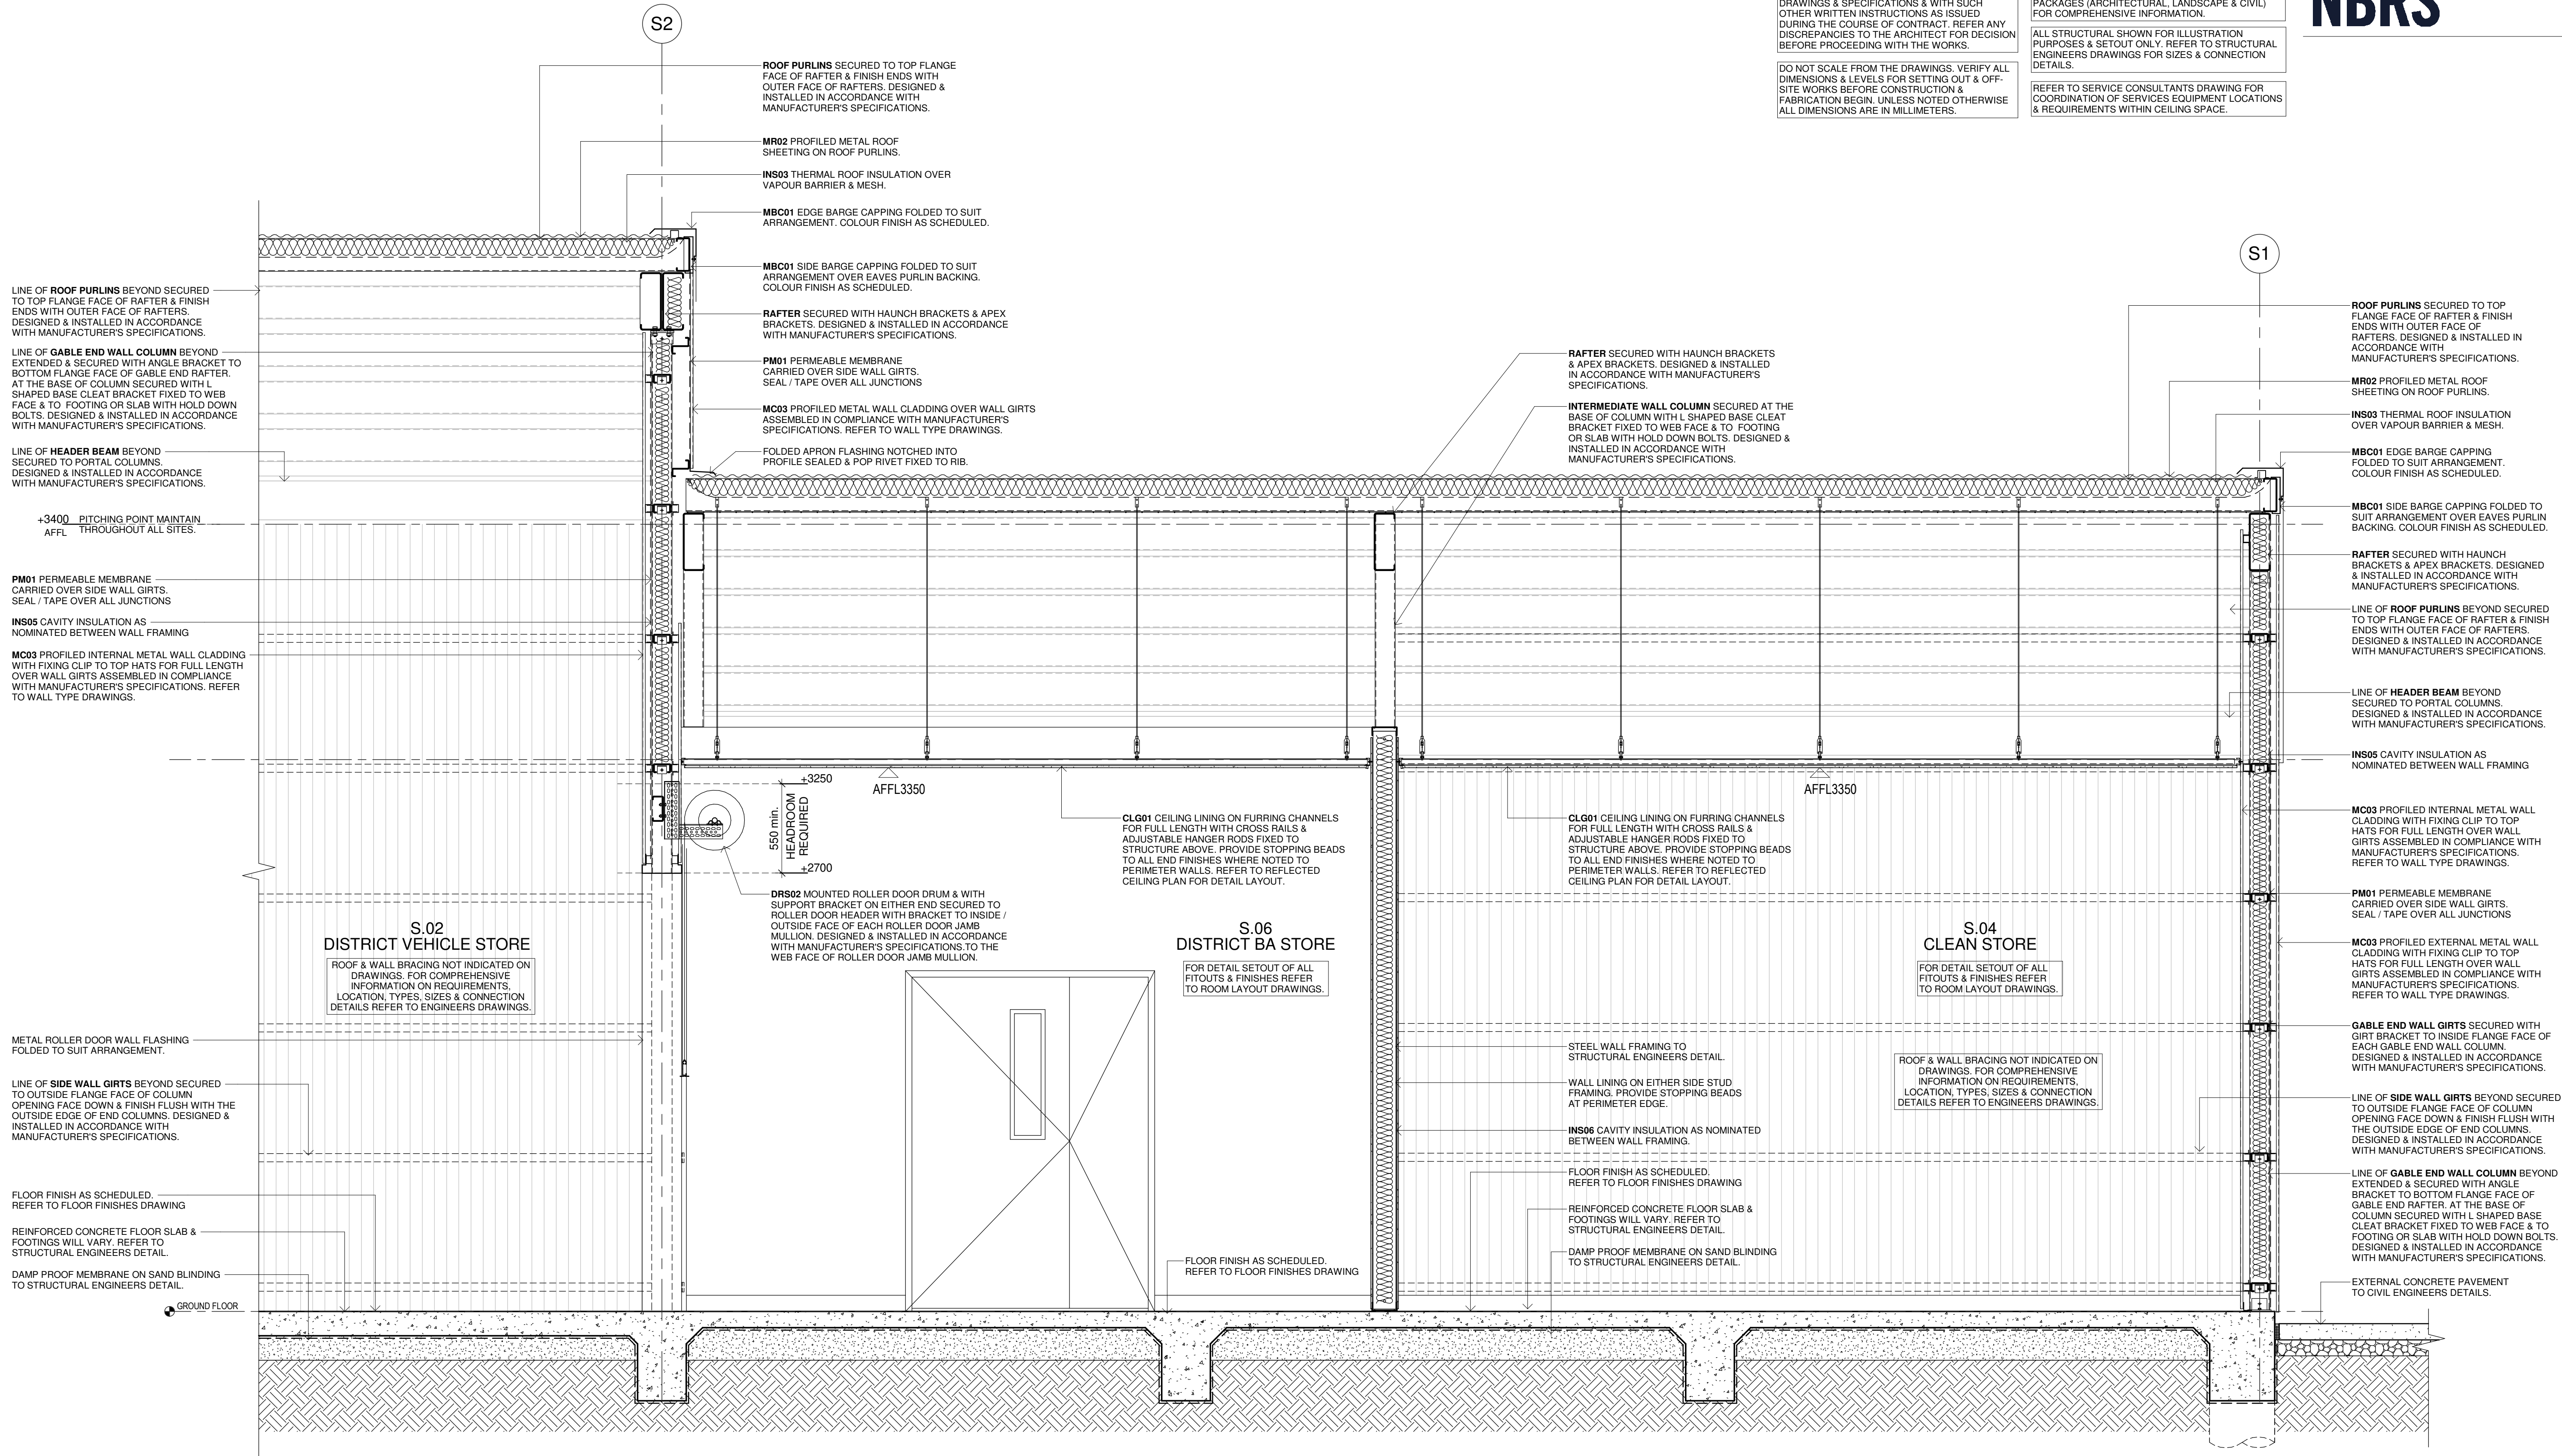 DRAWINGS & SPECIFICATIONS & WITH SUCH
OTHER WRITTEN INSTRUCTIONS AS ISSUED
DURING THE COURSE OF CONTRACT. REFER ANY
DISCREPANCIES TO THE ARCHITECT FOR DECISION
BEFORE PROCEEDING WITH THE WORKS.
DO NOT SCALE FROM THE DRAWINGS. VERIFY ALL
DIMENSIONS & LEVELS FOR SETTING OUT & OFF-
SITE WORKS BEFORE CONSTRUCTION &
FABRICATION BEGIN. UNLESS NOTED OTHERWISE
ALL DIMENSIONS ARE IN MILLIMETERS.
PACKAGES (ARCHITECTURAL, LANDSCAPE & CIVIL)
FOR COMPREHENSIVE INFORMATION.
ALL STRUCTURAL SHOWN FOR ILLUSTRATION
PURPOSES & SETOUT ONLY. REFER TO STRUCTURAL
ENGINEERS DRAWINGS FOR SIZES & CONNECTION
DETAILS.
REFER TO SERVICE CONSULTANTS DRAWING FOR
COORDINATION OF SERVICES EQUIPMENT LOCATIONS
& REQUIREMENTS WITHIN CEILING SPACE.
NBRS
S2
S1
LINE OF ROOF PURLINS BEYOND SECURED
TO TOP FLANGE FACE OF RAFTER & FINISH
ENDS WITH OUTER FACE OF RAFTERS.
DESIGNED & INSTALLED IN ACCORDANCE
WITH MANUFACTURER'S SPECIFICATIONS.
LINE OF GABLE END WALL COLUMN BEYOND
EXTENDED & SECURED WITH ANGLE BRACKET TO
BOTTOM FLANGE FACE OF GABLE END RAFTER.
AT THE BASE OF COLUMN SECURED WITH L
SHAPED BASE CLEAT BRACKET FIXED TO WEB
FACE & TO FOOTING OR SLAB WITH HOLD DOWN
BOLTS. DESIGNED & INSTALLED IN ACCORDANCE
WITH MANUFACTURER'S SPECIFICATIONS.
LINE OF HEADER BEAM BEYOND
SECURED TO PORTAL COLUMNS.
DESIGNED & INSTALLED IN ACCORDANCE
WITH MANUFACTURER'S SPECIFICATIONS.
+3400 PITCHING POINT MAINTAIN
AFFL THROUGHOUT ALL SITES.
PM01 PERMEABLE MEMBRANE
CARRIED OVER SIDE WALL GIRTS.
SEAL / TAPE OVER ALL JUNCTIONS
INS05 CAVITY INSULATION AS
NOMINATED BETWEEN WALL FRAMING
MC03 PROFILED INTERNAL METAL WALL CLADDING
WITH FIXING CLIP TO TOP HATS FOR FULL LENGTH
OVER WALL GIRTS ASSEMBLED IN COMPLIANCE
WITH MANUFACTURER'S SPECIFICATIONS. REFER
TO WALL TYPE DRAWINGS.
METAL ROLLER DOOR WALL FLASHING
FOLDED TO SUIT ARRANGEMENT.
LINE OF SIDE WALL GIRTS BEYOND SECURED
TO OUTSIDE FLANGE FACE OF COLUMN
OPENING FACE DOWN & FINISH FLUSH WITH THE
OUTSIDE EDGE OF END COLUMNS. DESIGNED &
INSTALLED IN ACCORDANCE WITH
MANUFACTURER'S SPECIFICATIONS.
FLOOR FINISH AS SCHEDULED.
REFER TO FLOOR FINISHES DRAWING
REINFORCED CONCRETE FLOOR SLAB &
FOOTINGS WILL VARY. REFER TO
STRUCTURAL ENGINEERS DETAIL.
DAMP PROOF MEMBRANE ON SAND BLINDING
TO STRUCTURAL ENGINEERS DETAIL.
GROUND FLOOR
ROOF PURLINS SECURED TO TOP FLANGE
FACE OF RAFTER & FINISH ENDS WITH
OUTER FACE OF RAFTERS. DESIGNED &
INSTALLED IN ACCORDANCE WITH
MANUFACTURER'S SPECIFICATIONS.
MR02 PROFILED METAL ROOF
SHEETING ON ROOF PURLINS.
INS03 THERMAL ROOF INSULATION OVER
VAPOUR BARRIER & MESH.
MBC01 EDGE BARGE CAPPING FOLDED TO SUIT
ARRANGEMENT. COLOUR FINISH AS SCHEDULED.
MBC01 SIDE BARGE CAPPING FOLDED TO SUIT
ARRANGEMENT OVER EAVES PURLIN BACKING.
COLOUR FINISH AS SCHEDULED.
RAFTER SECURED WITH HAUNCH BRACKETS & APEX
BRACKETS. DESIGNED & INSTALLED IN ACCORDANCE
WITH MANUFACTURER'S SPECIFICATIONS.
PM01 PERMEABLE MEMBRANE
CARRIED OVER SIDE WALL GIRTS.
SEAL / TAPE OVER ALL JUNCTIONS
MC03 PROFILED METAL WALL CLADDING OVER WALL GIRTS
ASSEMBLED IN COMPLIANCE WITH MANUFACTURER'S
SPECIFICATIONS. REFER TO WALL TYPE DRAWINGS.
FOLDED APRON FLASHING NOTCHED INTO
PROFILE SEALED & POP RIVET FIXED TO RIB.
RAFTER SECURED WITH HAUNCH BRACKETS
& APEX BRACKETS. DESIGNED & INSTALLED
IN ACCORDANCE WITH MANUFACTURER'S
SPECIFICATIONS.
INTERMEDIATE WALL COLUMN SECURED AT THE
BASE OF COLUMN WITH L SHAPED BASE CLEAT
BRACKET FIXED TO WEB FACE & TO FOOTING
OR SLAB WITH HOLD DOWN BOLTS. DESIGNED &
INSTALLED IN ACCORDANCE WITH
MANUFACTURER'S SPECIFICATIONS.
+3250
550 min.
HEADROOM
REQUIRED
+2700
AFFL3350
AFFL3350
CLG01 CEILING LINING ON FURRING CHANNELS
FOR FULL LENGTH WITH CROSS RAILS &
ADJUSTABLE HANGER RODS FIXED TO
STRUCTURE ABOVE. PROVIDE STOPPING BEADS
TO ALL END FINISHES WHERE NOTED TO
PERIMETER WALLS. REFER TO REFLECTED
CEILING PLAN FOR DETAIL LAYOUT.
CLG01 CEILING LINING ON FURRING CHANNELS
FOR FULL LENGTH WITH CROSS RAILS &
ADJUSTABLE HANGER RODS FIXED TO
STRUCTURE ABOVE. PROVIDE STOPPING BEADS
TO ALL END FINISHES WHERE NOTED TO
PERIMETER WALLS. REFER TO REFLECTED
CEILING PLAN FOR DETAIL LAYOUT.
DRS02 MOUNTED ROLLER DOOR DRUM & WITH
SUPPORT BRACKET ON EITHER END SECURED TO
ROLLER DOOR HEADER WITH BRACKET TO INSIDE /
OUTSIDE FACE OF EACH ROLLER DOOR JAMB
MULLION. DESIGNED & INSTALLED IN ACCORDANCE
WITH MANUFACTURER'S SPECIFICATIONS.TO THE
WEB FACE OF ROLLER DOOR JAMB MULLION.
S.02
DISTRICT VEHICLE STORE
ROOF & WALL BRACING NOT INDICATED ON
DRAWINGS. FOR COMPREHENSIVE
INFORMATION ON REQUIREMENTS,
LOCATION, TYPES, SIZES & CONNECTION
DETAILS REFER TO ENGINEERS DRAWINGS.
S.06
DISTRICT BA STORE
FOR DETAIL SETOUT OF ALL
FITOUTS & FINISHES REFER
TO ROOM LAYOUT DRAWINGS.
S.04
CLEAN STORE
FOR DETAIL SETOUT OF ALL
FITOUTS & FINISHES REFER
TO ROOM LAYOUT DRAWINGS.
ROOF & WALL BRACING NOT INDICATED ON
DRAWINGS. FOR COMPREHENSIVE
INFORMATION ON REQUIREMENTS,
LOCATION, TYPES, SIZES & CONNECTION
DETAILS REFER TO ENGINEERS DRAWINGS.
STEEL WALL FRAMING TO
STRUCTURAL ENGINEERS DETAIL.
WALL LINING ON EITHER SIDE STUD
FRAMING. PROVIDE STOPPING BEADS
AT PERIMETER EDGE.
INS06 CAVITY INSULATION AS NOMINATED
BETWEEN WALL FRAMING.
FLOOR FINISH AS SCHEDULED.
REFER TO FLOOR FINISHES DRAWING
REINFORCED CONCRETE FLOOR SLAB &
FOOTINGS WILL VARY. REFER TO
STRUCTURAL ENGINEERS DETAIL.
DAMP PROOF MEMBRANE ON SAND BLINDING
TO STRUCTURAL ENGINEERS DETAIL.
FLOOR FINISH AS SCHEDULED.
REFER TO FLOOR FINISHES DRAWING
ROOF PURLINS SECURED TO TOP
FLANGE FACE OF RAFTER & FINISH
ENDS WITH OUTER FACE OF
RAFTERS. DESIGNED & INSTALLED IN
ACCORDANCE WITH
MANUFACTURER'S SPECIFICATIONS.
MR02 PROFILED METAL ROOF
SHEETING ON ROOF PURLINS.
INS03 THERMAL ROOF INSULATION
OVER VAPOUR BARRIER & MESH.
MBC01 EDGE BARGE CAPPING
FOLDED TO SUIT ARRANGEMENT.
COLOUR FINISH AS SCHEDULED.
MBC01 SIDE BARGE CAPPING FOLDED TO
SUIT ARRANGEMENT OVER EAVES PURLIN
BACKING. COLOUR FINISH AS SCHEDULED.
RAFTER SECURED WITH HAUNCH
BRACKETS & APEX BRACKETS. DESIGNED
& INSTALLED IN ACCORDANCE WITH
MANUFACTURER'S SPECIFICATIONS.
LINE OF ROOF PURLINS BEYOND SECURED
TO TOP FLANGE FACE OF RAFTER & FINISH
ENDS WITH OUTER FACE OF RAFTERS.
DESIGNED & INSTALLED IN ACCORDANCE
WITH MANUFACTURER'S SPECIFICATIONS.
LINE OF HEADER BEAM BEYOND
SECURED TO PORTAL COLUMNS.
DESIGNED & INSTALLED IN ACCORDANCE
WITH MANUFACTURER'S SPECIFICATIONS.
INS05 CAVITY INSULATION AS
NOMINATED BETWEEN WALL FRAMING
MC03 PROFILED INTERNAL METAL WALL
CLADDING WITH FIXING CLIP TO TOP
HATS FOR FULL LENGTH OVER WALL
GIRTS ASSEMBLED IN COMPLIANCE WITH
MANUFACTURER'S SPECIFICATIONS.
REFER TO WALL TYPE DRAWINGS.
PM01 PERMEABLE MEMBRANE
CARRIED OVER SIDE WALL GIRTS.
SEAL / TAPE OVER ALL JUNCTIONS
MC03 PROFILED EXTERNAL METAL WALL
CLADDING WITH FIXING CLIP TO TOP
HATS FOR FULL LENGTH OVER WALL
GIRTS ASSEMBLED IN COMPLIANCE WITH
MANUFACTURER'S SPECIFICATIONS.
REFER TO WALL TYPE DRAWINGS.
GABLE END WALL GIRTS SECURED WITH
GIRT BRACKET TO INSIDE FLANGE FACE OF
EACH GABLE END WALL COLUMN.
DESIGNED & INSTALLED IN ACCORDANCE
WITH MANUFACTURER'S SPECIFICATIONS.
LINE OF SIDE WALL GIRTS BEYOND SECURED
TO OUTSIDE FLANGE FACE OF COLUMN
OPENING FACE DOWN & FINISH FLUSH WITH
THE OUTSIDE EDGE OF END COLUMNS.
DESIGNED & INSTALLED IN ACCORDANCE
WITH MANUFACTURER'S SPECIFICATIONS.
LINE OF GABLE END WALL COLUMN BEYOND
EXTENDED & SECURED WITH ANGLE
BRACKET TO BOTTOM FLANGE FACE OF
GABLE END RAFTER. AT THE BASE OF
COLUMN SECURED WITH L SHAPED BASE
CLEAT BRACKET FIXED TO WEB FACE & TO
FOOTING OR SLAB WITH HOLD DOWN BOLTS.
DESIGNED & INSTALLED IN ACCORDANCE
WITH MANUFACTURER'S SPECIFICATIONS.
EXTERNAL CONCRETE PAVEMENT
TO CIVIL ENGINEERS DETAILS.